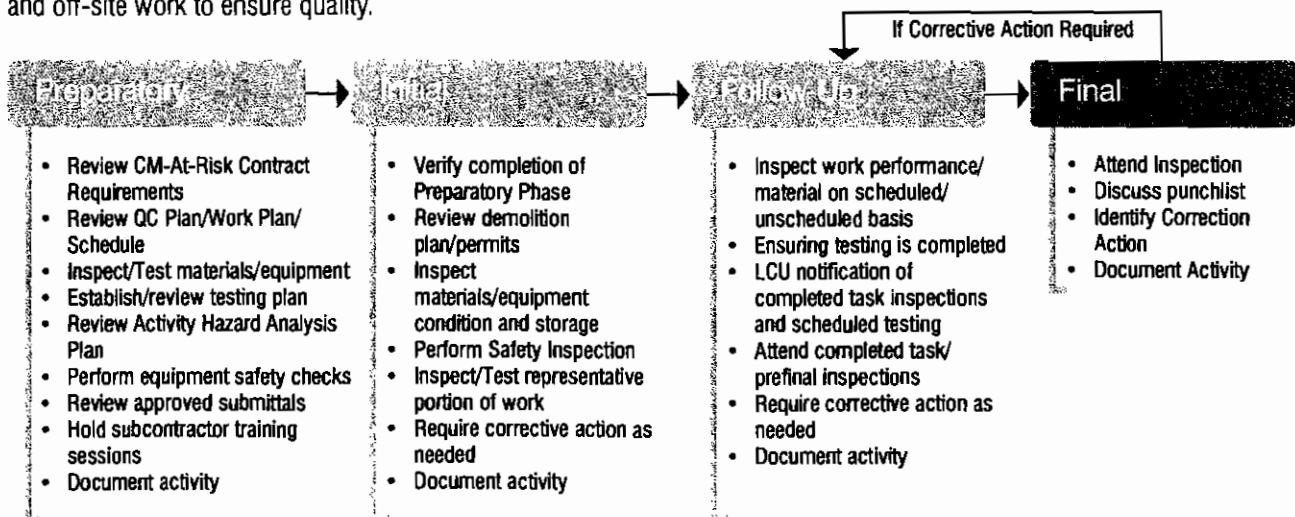 and off-site work to ensure quality.
If Corrective Action Required
Preparatory
• Review CM-At-Risk Contract
Requirements
• Review QC Plan/Work Plan/
Schedule
• Inspect/Test materials/equipment
• Establish/review testing plan
• Review Activity Hazard Analysis
Plan
• Perform equipment safety checks
• Review approved submittals
• Hold subcontractor training
sessions
• Document activity
Initial
• Verify completion of
Preparatory Phase
• Review demolition
plan/permits
• Inspect
materials/equipment
condition and storage
• Perform Safety Inspection
• Inspect/Test representative
portion of work
• Require corrective action as
needed
• Document activity
Follow Up
• Inspect work performance/
material on scheduled/
unscheduled basis
• Ensuring testing is completed
• LCU notification of
completed task inspections
and scheduled testing
• Attend completed task/
prefinal inspections
• Require corrective action as
needed
• Document activity
Final
• Attend Inspection
• Discuss punchlist
• Identify Correction
Action
• Document Activity